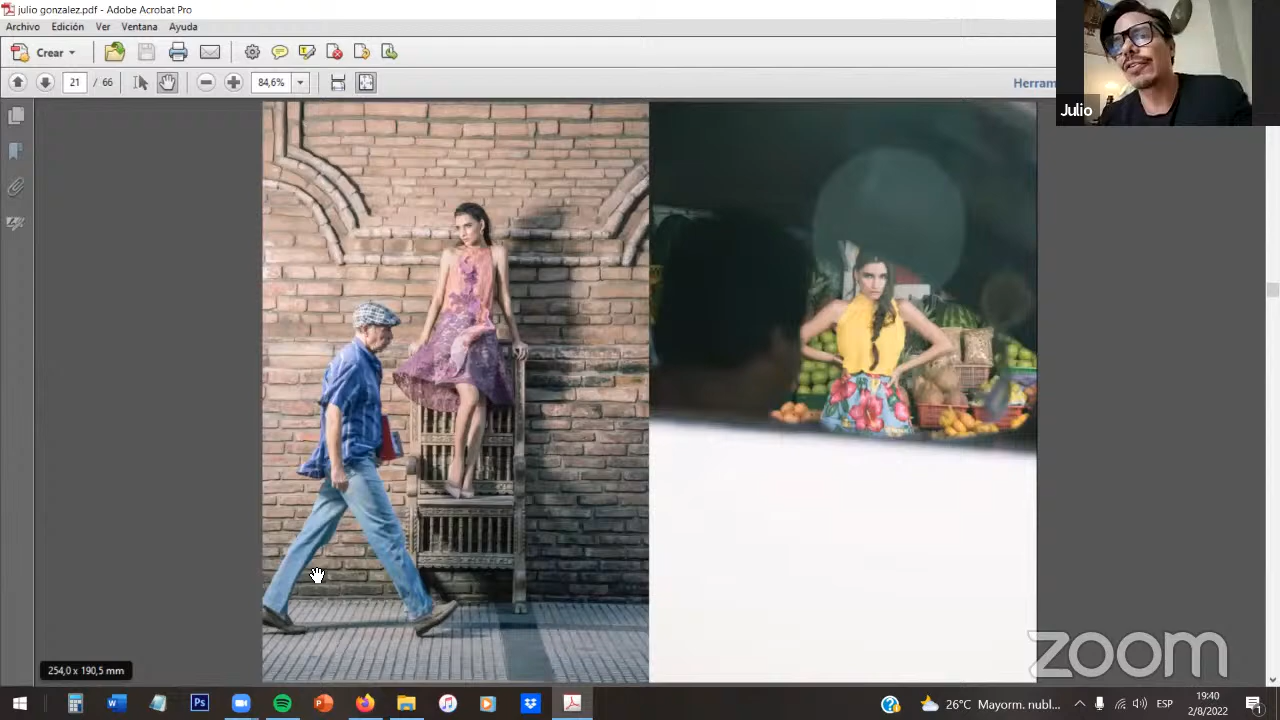 julio gonzalez.pdf - Adobe Acrobat Pro
Archivo Edición Ver Ventana Ayuda
Crear
21 / 66 84,6% Herram
Julio
254,0 x 190,5 mm
zoom
26°C Mayorm. nubl... ESP 19:40
2/8/2022